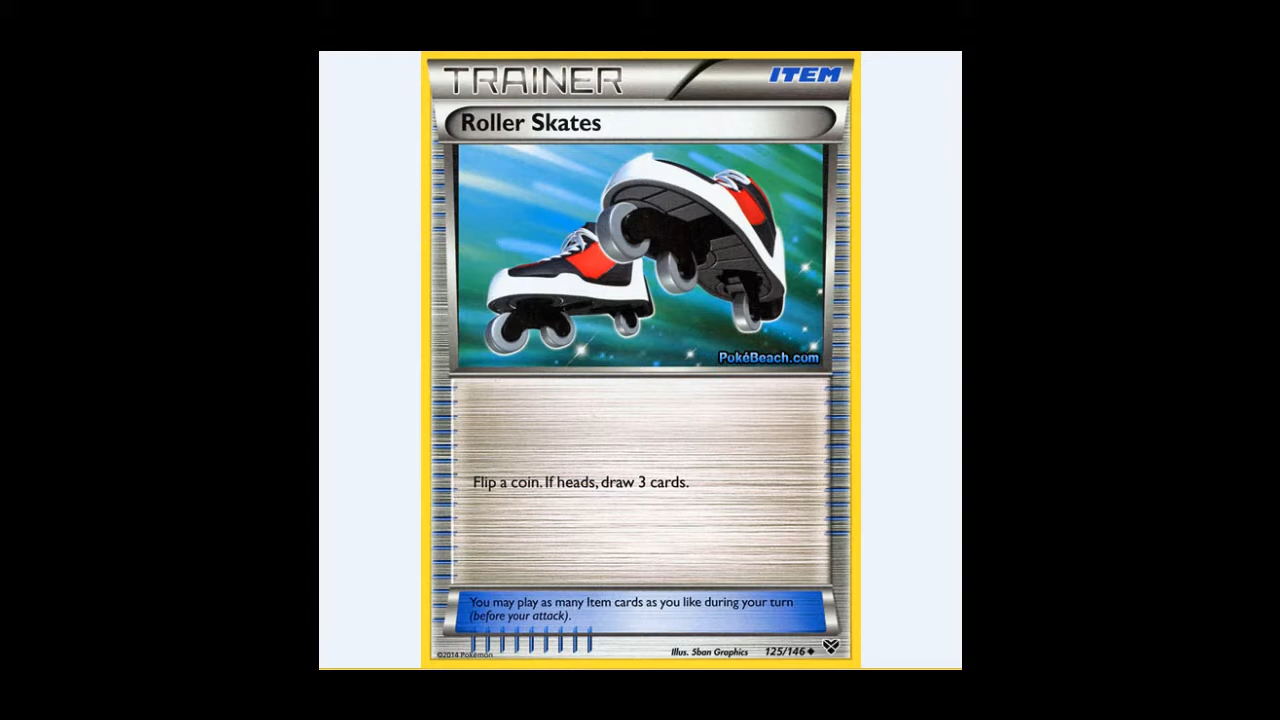 TRAINER
ITEM
Roller Skates
PokéBeach.com
Flip a coin. If heads, draw 3 cards.
You may play as many Item cards as you like during your turn
(before your attack).
©2014 Pokémon
Illus. 5ban Graphics
125/146